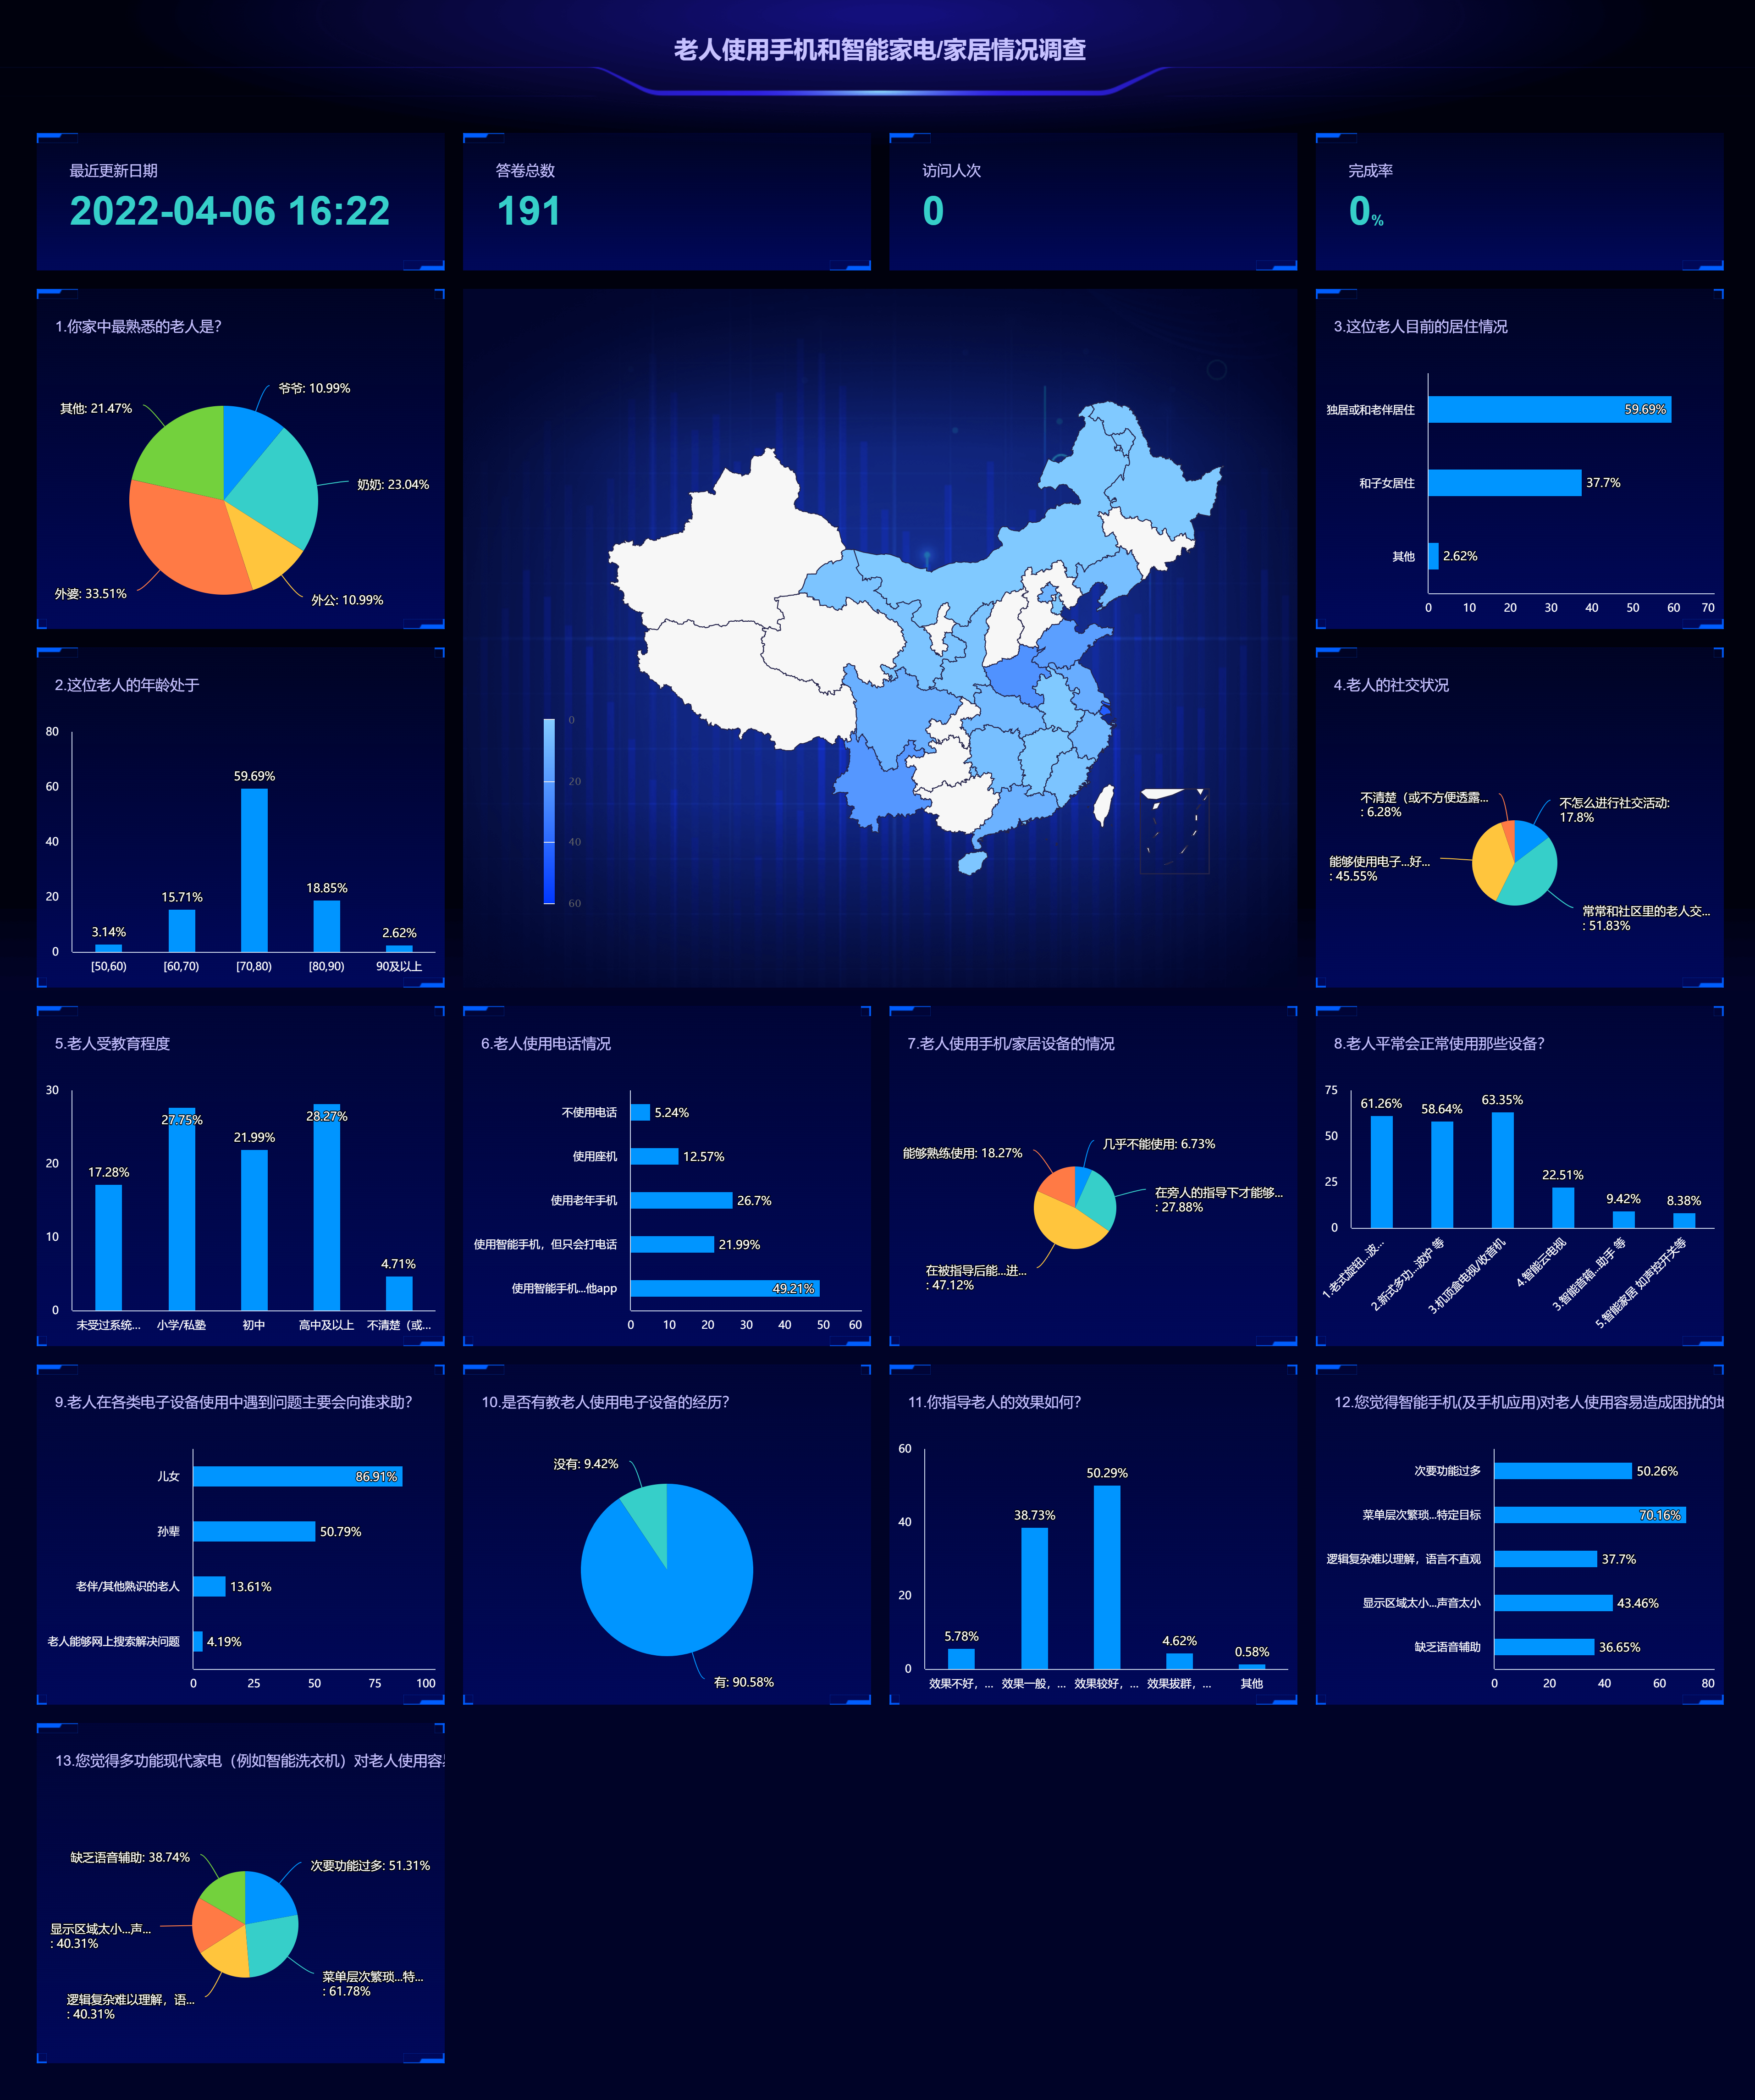 老人使用手机和智能家电/家居情况调查
最近更新日期
2022-04-06 16:22
答卷总数
191
访问人次
0
完成率
0%
1.你家中最熟悉的老人是?
爷爷: 10.99%
其他: 21.47%
奶奶: 23.04%
外婆: 33.51%
外公: 10.99%
0
20
40
60
3.这位老人目前的居住情况
独居或和老伴居住
59.69%
和子女居住
37.7%
其他
2.62%
0 10 20 30 40 50 60 70
2.这位老人的年龄处于
80
60
40
20
0
3.14%
15.71%
59.69%
18.85%
2.62%
[50,60) [60,70) [70,80) [80,90) 90及以上
4.老人的社交状况
不清楚（或不方便透露...
: 6.28%
不怎么进行社交活动:
17.8%
能够使用电子...好...
: 45.55%
常常和社区里的老人交...
: 51.83%
5.老人受教育程度
30
20
10
0
17.28%
27.75%
21.99%
28.27%
4.71%
未受过系统... 小学/私塾 初中 高中及以上 不清楚（或...
6.老人使用电话情况
不使用电话
5.24%
使用座机
12.57%
使用老年手机
26.7%
使用智能手机，但只会打电话
21.99%
使用智能手机...他app
49.21%
0 10 20 30 40 50 60
7.老人使用手机/家居设备的情况
能够熟练使用: 18.27%
几乎不能使用: 6.73%
在旁人的指导下才能够...
: 27.88%
在被指导后能...进...
: 47.12%
8.老人平常会正常使用那些设备?
75
50
25
0
61.26%
58.64%
63.35%
22.51%
9.42%
8.38%
1.老式旋钮...波...
2.新式多功...波炉 等
3.机顶盒电视/收音机
4.智能云电视
3.智能音箱...助手 等
5.智能家居 如声控开关等
9.老人在各类电子设备使用中遇到问题主要会向谁求助?
儿女
86.91%
孙辈
50.79%
老伴/其他熟识的老人
13.61%
老人能够网上搜索解决问题
4.19%
0 25 50 75 100
10.是否有教老人使用电子设备的经历?
没有: 9.42%
有: 90.58%
11.你指导老人的效果如何?
60
40
20
0
5.78%
38.73%
50.29%
4.62%
0.58%
效果不好，... 效果一般，... 效果较好，... 效果拔群，... 其他
12.您觉得智能手机(及手机应用)对老人使用容易造成困扰的地
次要功能过多
50.26%
菜单层次繁琐...特定目标
70.16%
逻辑复杂难以理解，语言不直观
37.7%
显示区域太小...声音太小
43.46%
缺乏语音辅助
36.65%
0 20 40 60 80
13.您觉得多功能现代家电（例如智能洗衣机）对老人使用容
缺乏语音辅助: 38.74%
次要功能过多: 51.31%
显示区域太小...声...
: 40.31%
菜单层次繁琐...特...
: 61.78%
逻辑复杂难以理解，语...
: 40.31%